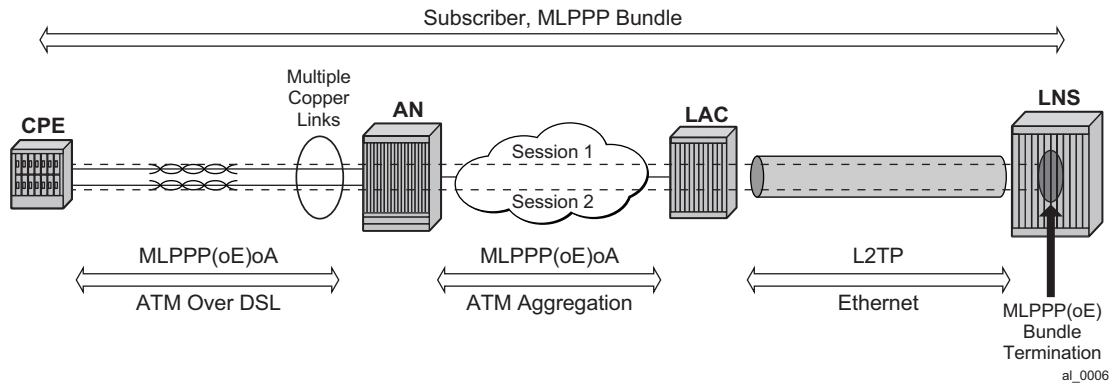 Subscriber, MLPPP Bundle
Multiple
Copper
Links
CPE
AN
LAC
LNS
Session 1
Session 2
MLPPP(oE)oA
ATM Over DSL
MLPPP(oE)oA
ATM Aggregation
L2TP
Ethernet
MLPPP(oE)
Bundle
Termination
al_0006